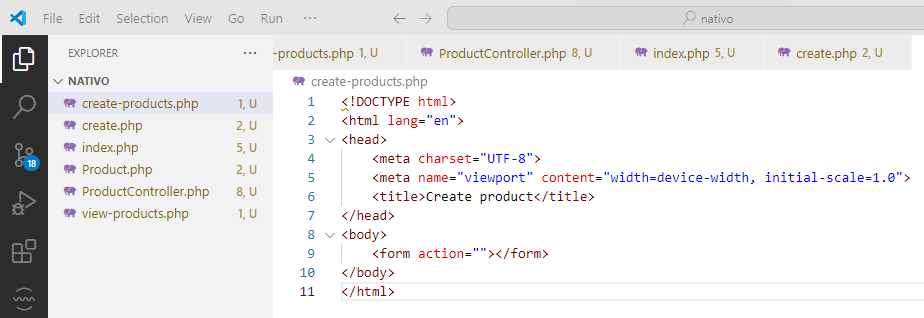 File Edit Selection View Go Run ··· nativo
EXPLORER ···
-products.php 1, U ProductController.php 8, U index.php 5, U create.php 2, U
NATIVO
create-products.php 1, U
create.php 2, U
index.php 5, U
Product.php 2, U
ProductController.php 8, U
view-products.php 1, U
18
create-products.php
1 <!DOCTYPE html>
2 <html lang="en">
3 <head>
4 <meta charset="UTF-8">
5 <meta name="viewport" content="width=device-width, initial-scale=1.0">
6 <title>Create product</title>
7 </head>
8 <body>
9 <form action=""></form>
10 </body>
11 </html>